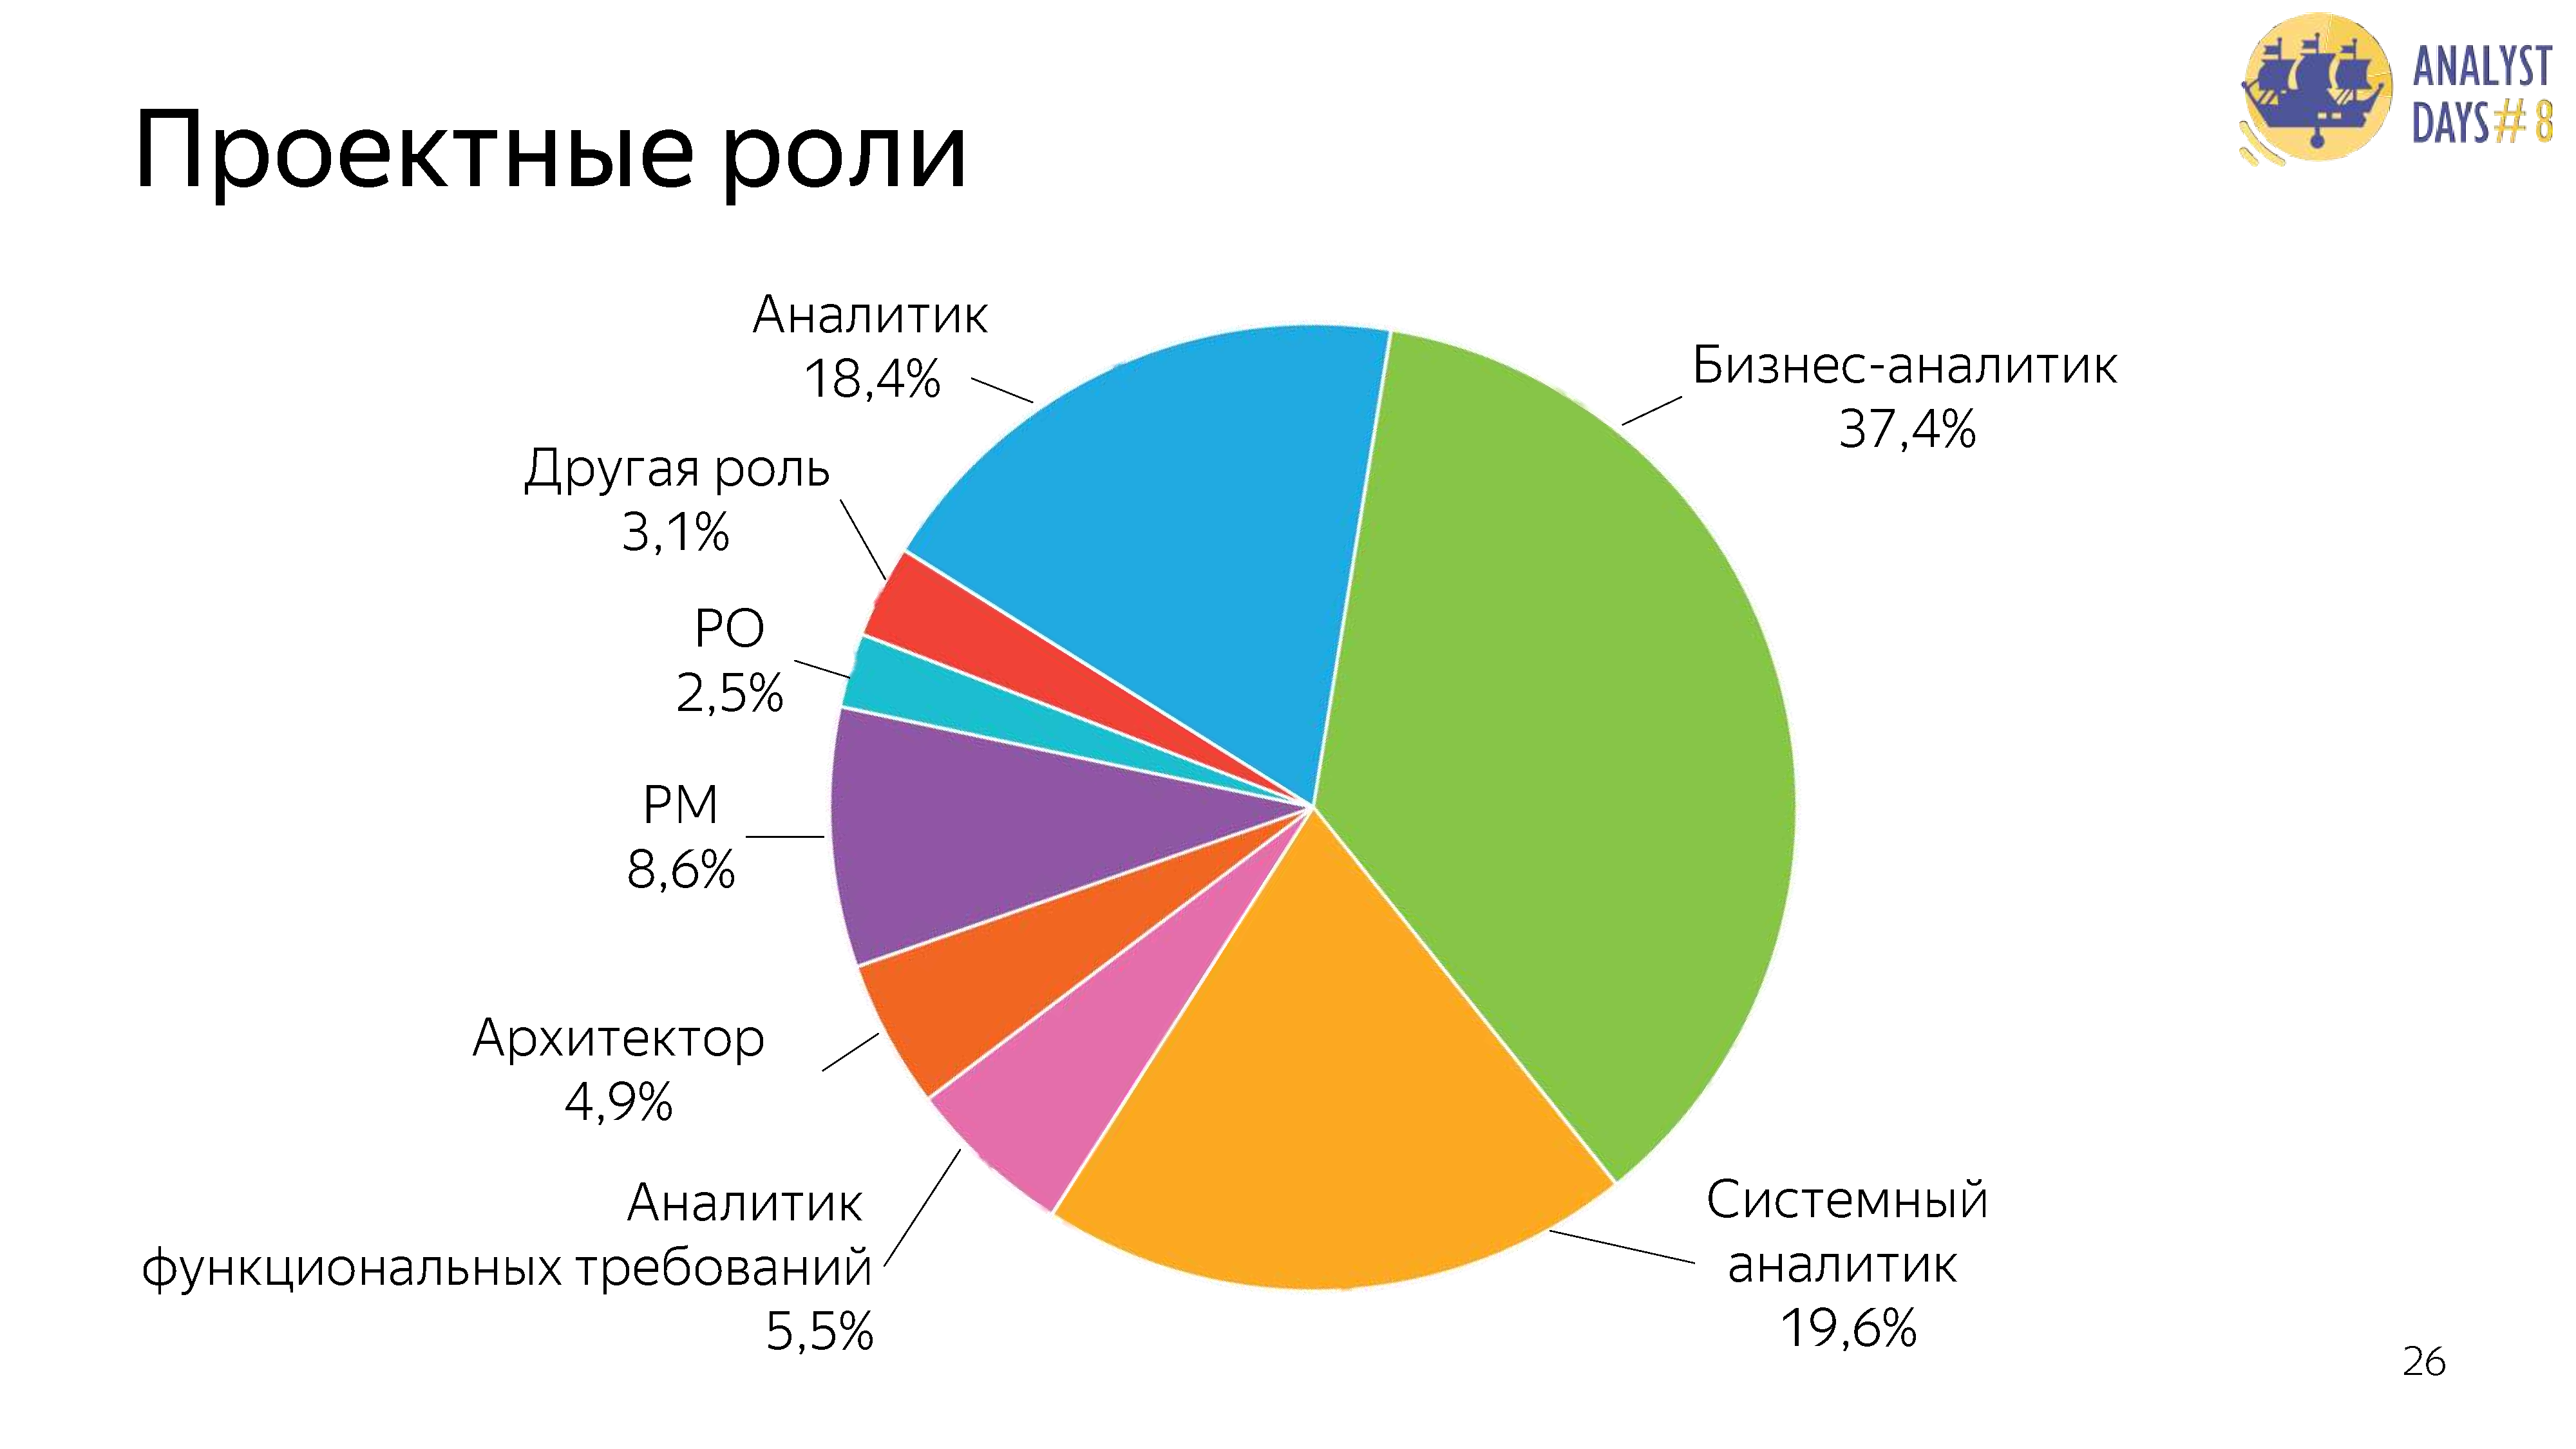 ANALYST
DAYS#8
Проектные роли
Аналитик
18,4%
Бизнес-аналитик
37,4%
Другая роль
3,1%
PO
2,5%
PM
8,6%
Архитектор
4,9%
Аналитик
функциональных требований
5,5%
Системный
аналитик
19,6%
26